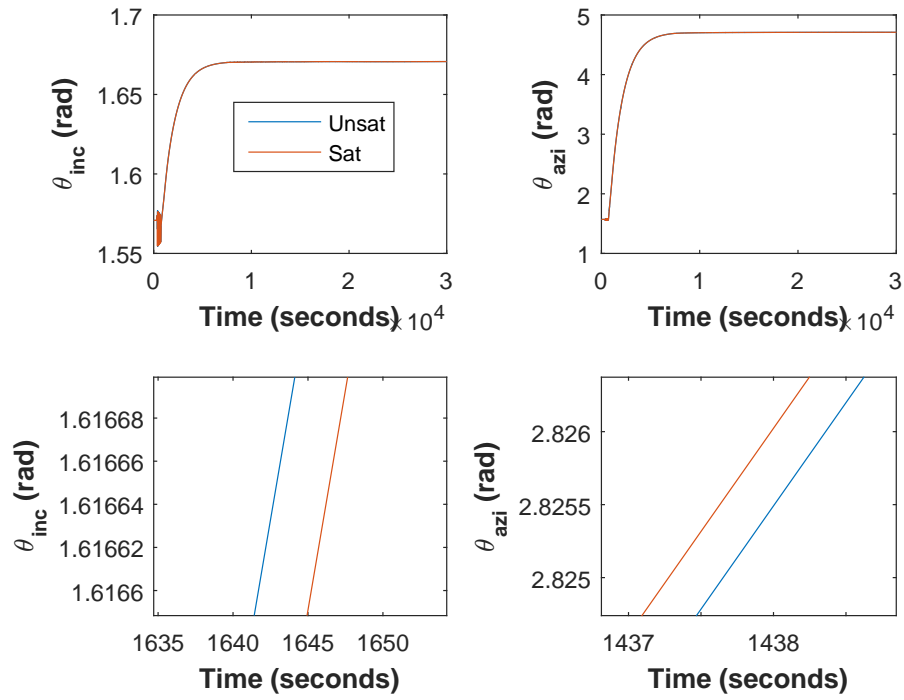 1.7
1.65
1.6
1.55
θinc (rad)
Unsat
Sat
0 1 2 3
Time (seconds) ×10^4
5
4
3
2
1
θazi (rad)
0 1 2 3
Time (seconds) ×10^4
1.61668
1.61666
1.61664
1.61662
1.6166
θinc (rad)
1635 1640 1645 1650
Time (seconds)
2.826
2.8255
2.825
θazi (rad)
1437 1438
Time (seconds)